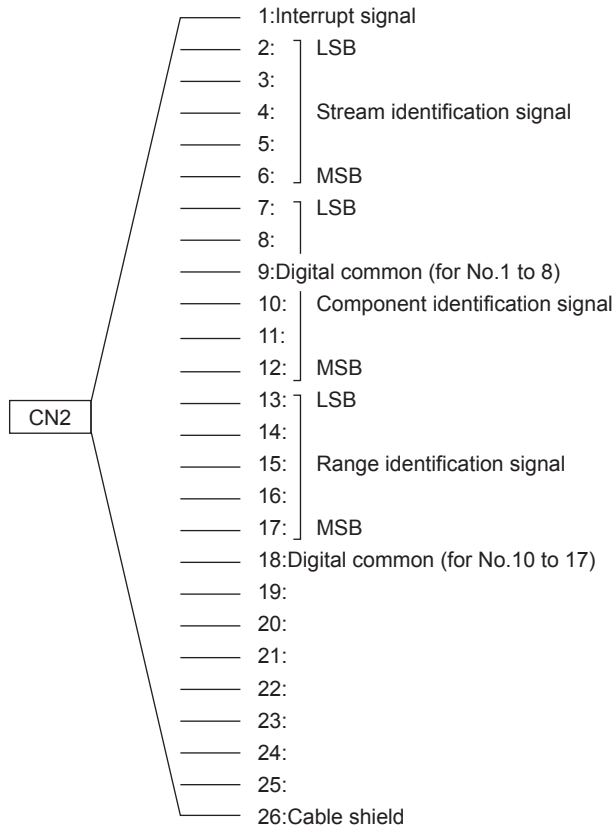 1:Interrupt signal
2: LSB
3:
4: Stream identification signal
5:
6: MSB
7: LSB
8:
9:Digital common (for No.1 to 8)
10: Component identification signal
11:
12: MSB
CN2
13: LSB
14:
15: Range identification signal
16:
17: MSB
18:Digital common (for No.10 to 17)
19:
20:
21:
22:
23:
24:
25:
26:Cable shield